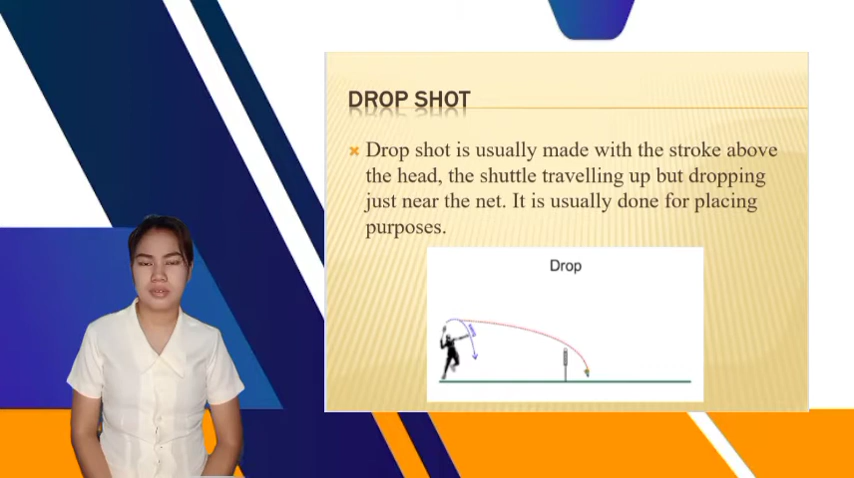 DROP SHOT
Drop shot is usually made with the stroke above
the head, the shuttle travelling up but dropping
just near the net. It is usually done for placing
purposes.
Drop